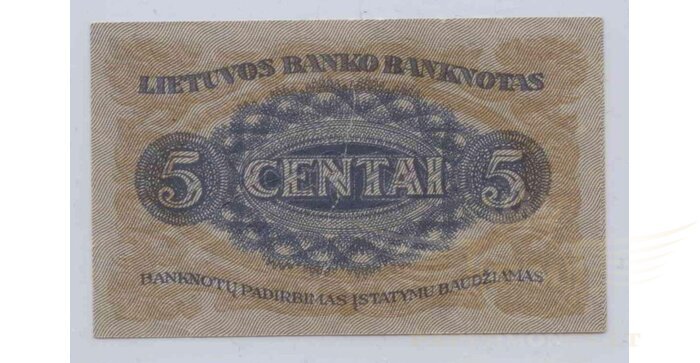 LIETUVOS BANKO BANKNOTAS
5 CENTAI 5
BANKNOTŲ PADIRBIMAS ĮSTATYMU BAUDŽIAMAS